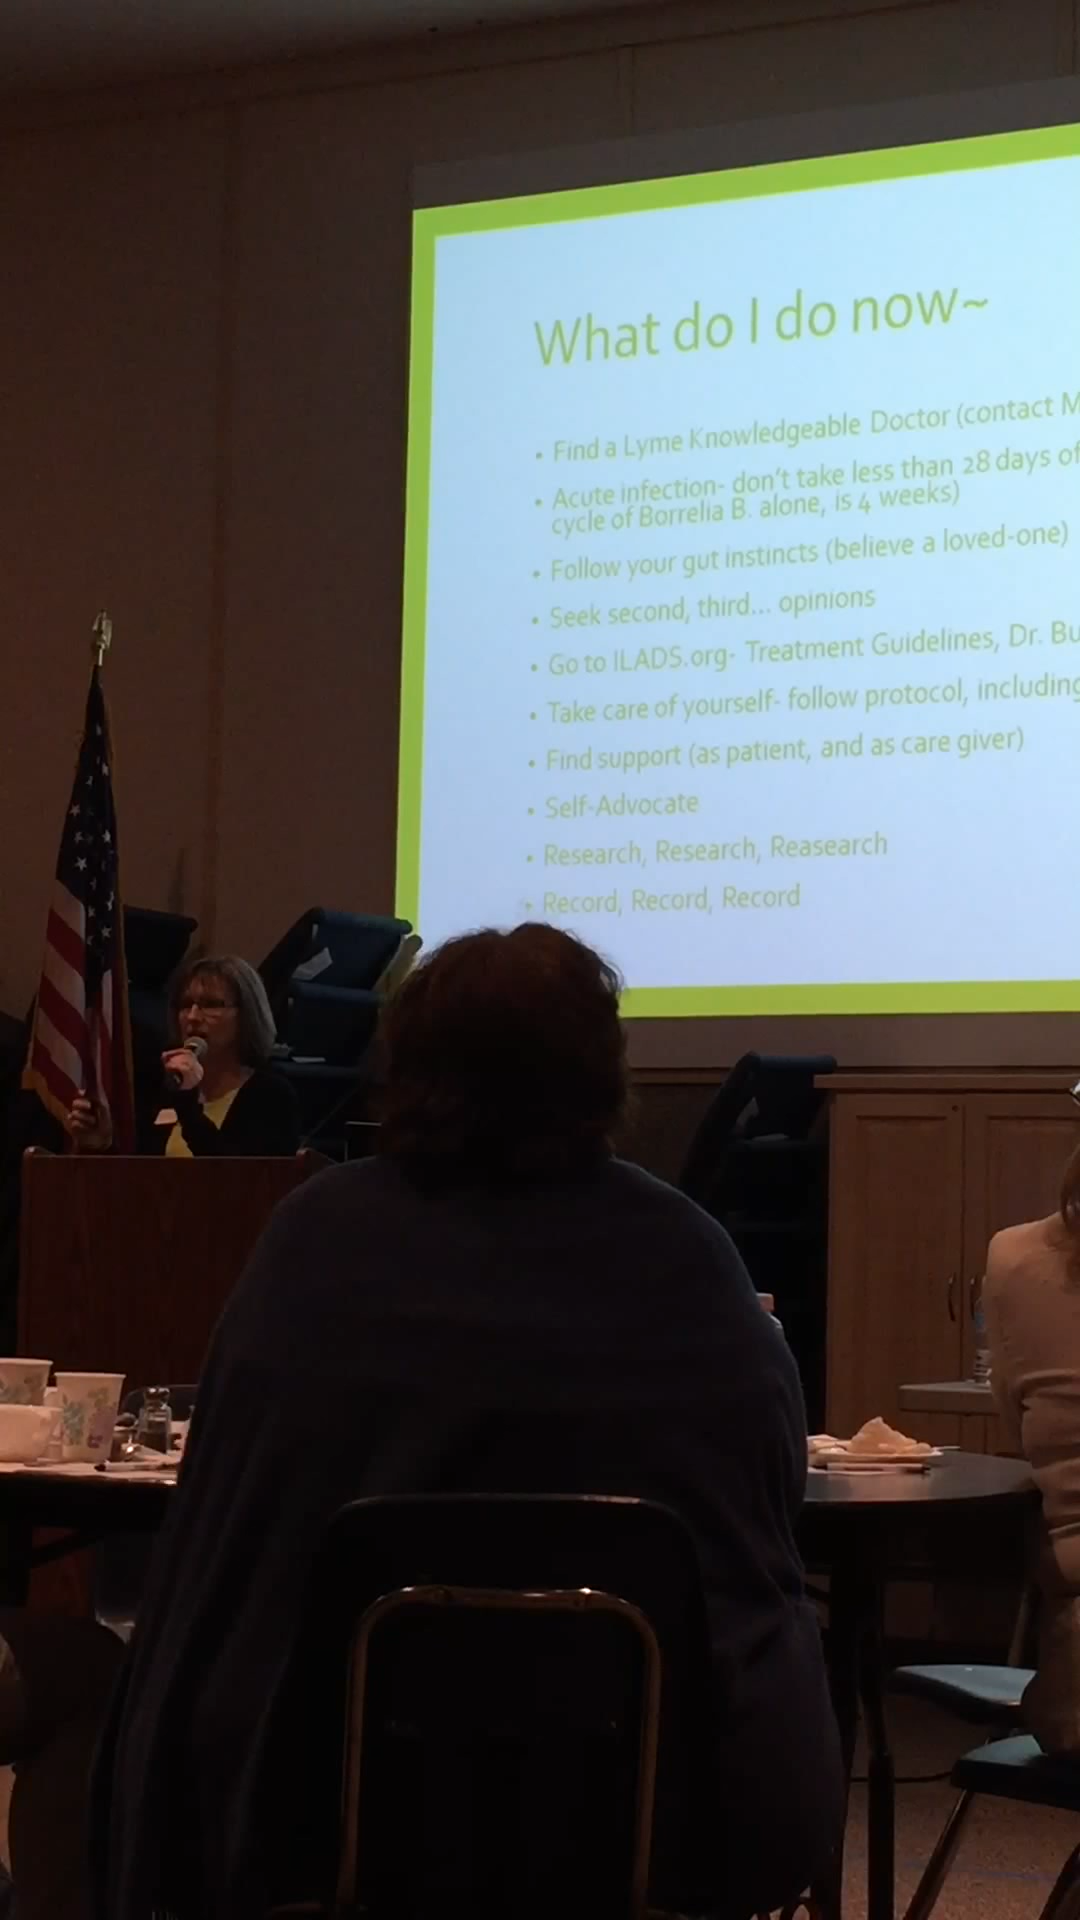 What do I do now~
• Find a Lyme Knowledgeable Doctor (contact M
• Acute infection- don't take less than 28 days of
cycle of Borrelia B. alone, is 4 weeks)
• Follow your gut instincts (believe a loved-one)
• Seek second, third... opinions
• Go to ILADS.org- Treatment Guidelines, Dr. Bu
• Take care of yourself- follow protocol, including
• Find support (as patient, and as care giver)
• Self-Advocate
• Research, Research, Reasearch
• Record, Record, Record